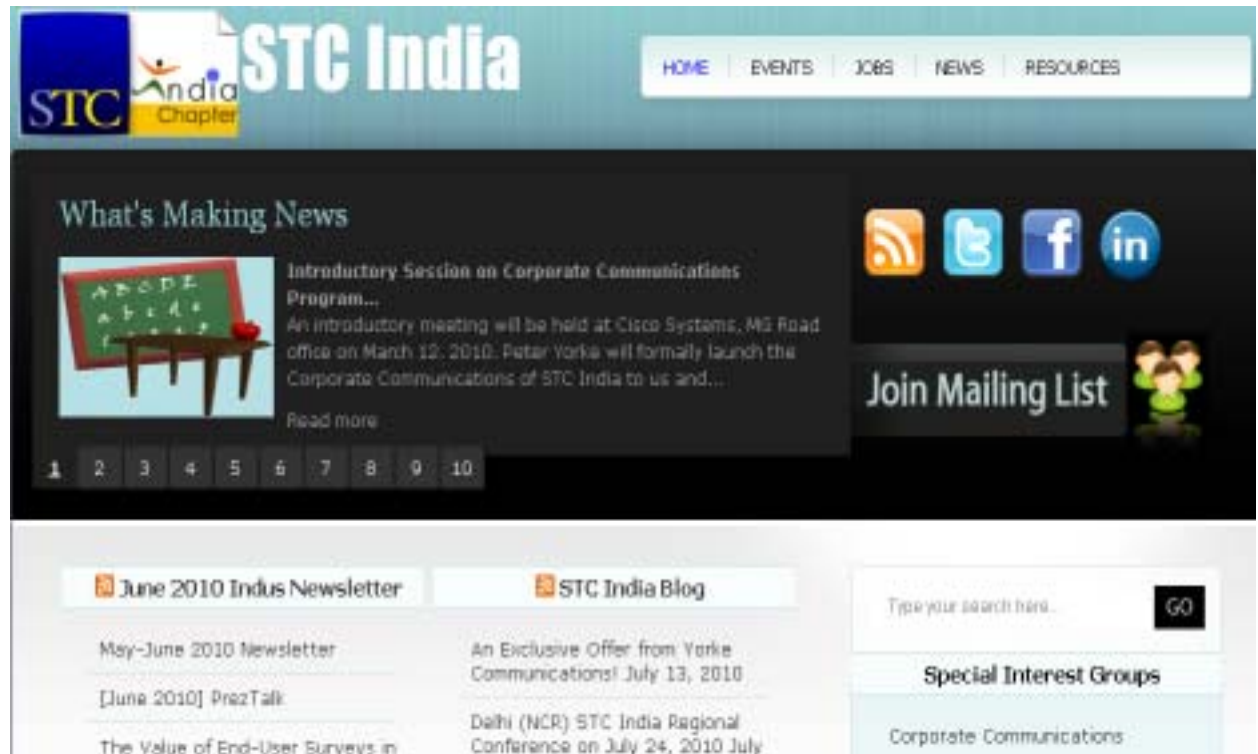 STC
India
Chapter
STC India
HOME
EVENTS
JOBS
NEWS
RESOURCES
What's Making News
A B C D E
a b c d e
Introductory Session on Corporate Communications
Program...
An introductory meeting will be held at Cisco Systems, MG Road
office on March 12, 2010. Peter Yorke will formally launch the
Corporate Communications of STC India to us and...
Read more
1 2 3 4 5 6 7 8 9 10
in
Join Mailing List
June 2010 Indus Newsletter
May-June 2010 Newsletter
[June 2010] PrezTalk
The Value of End-User Surveys in
STC India Blog
An Exclusive Offer from Yorke
Communications! July 13, 2010
Delhi (NCR) STC India Regional
Conference on July 24, 2010 July
Type your search here..
GO
Special Interest Groups
Corporate Communications